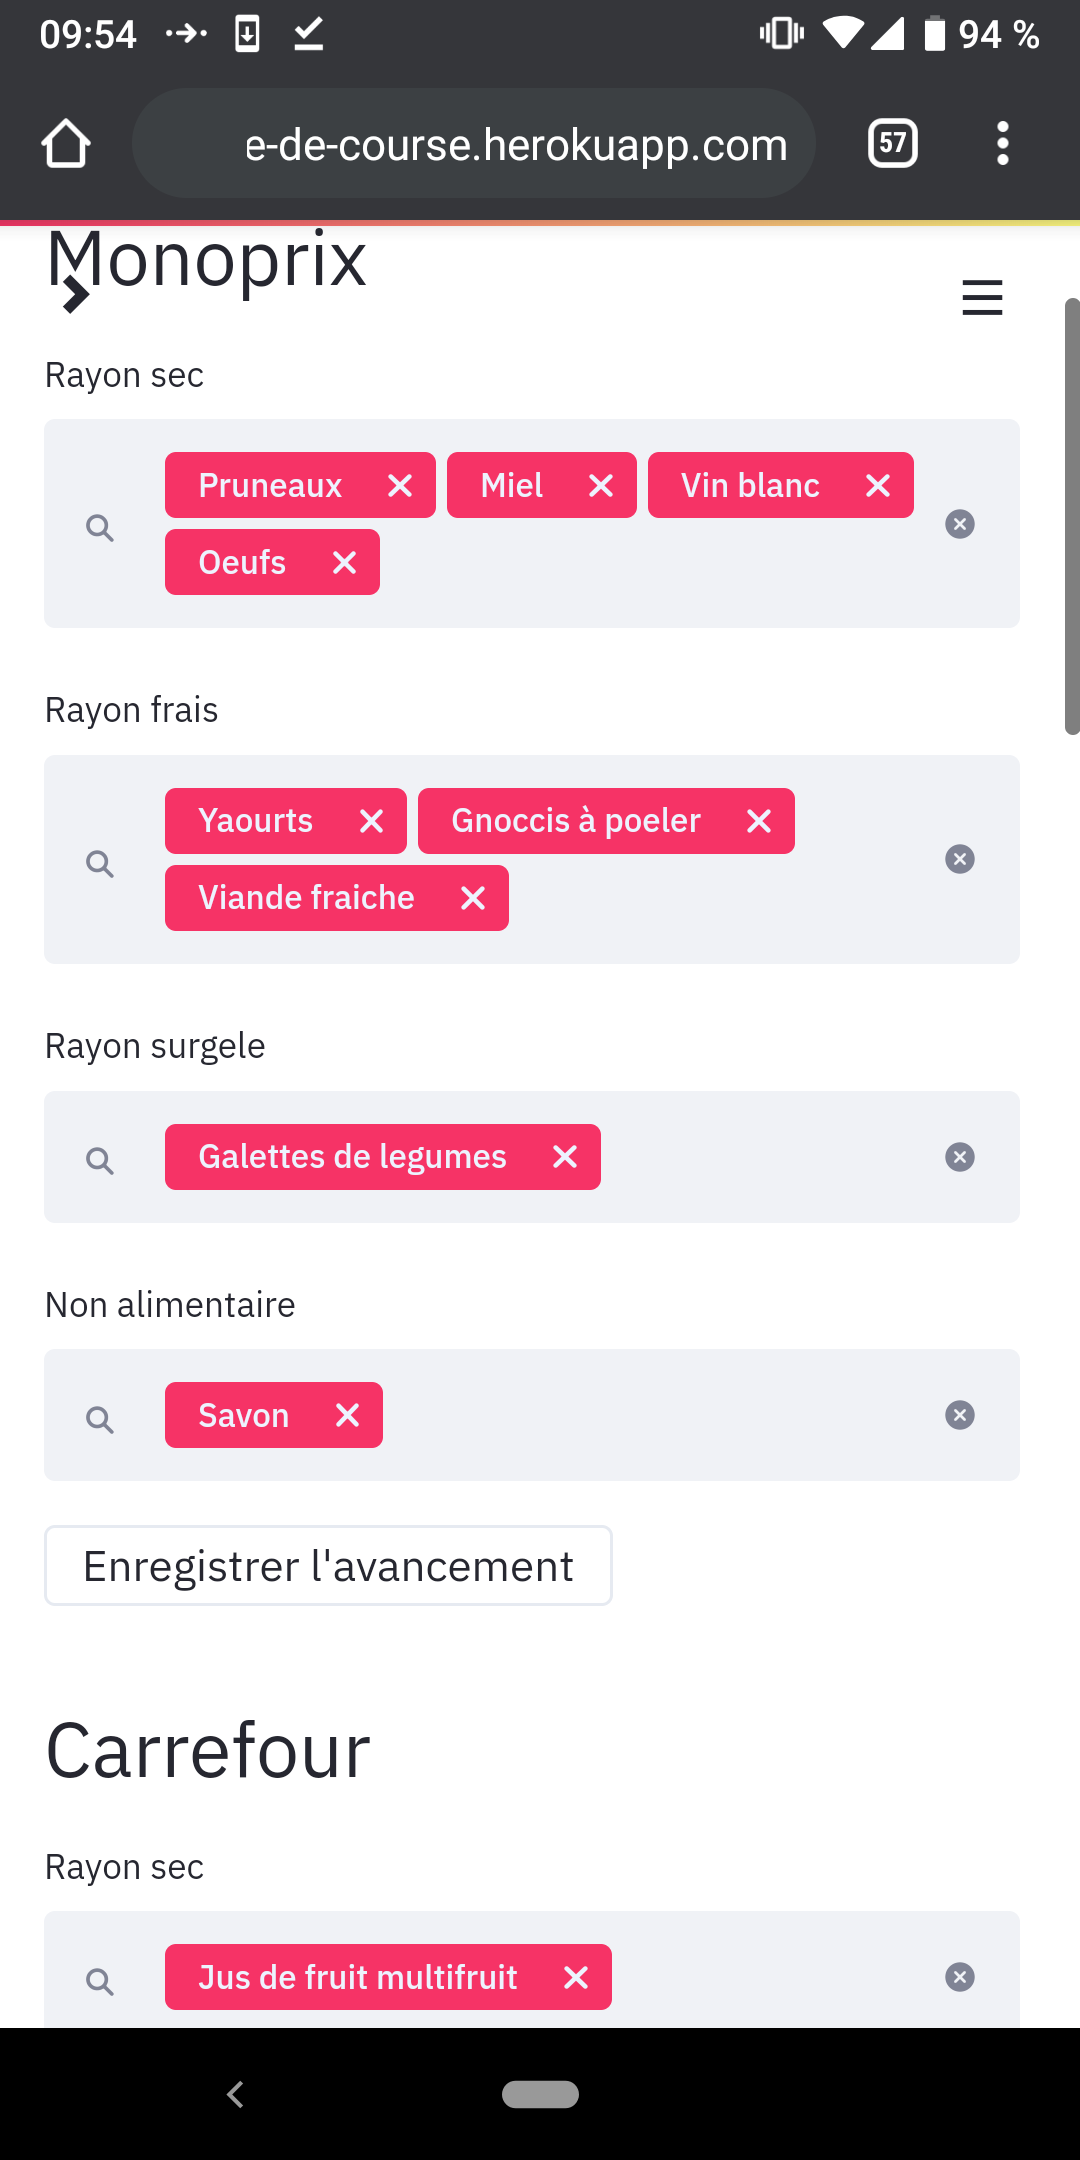 09:54
94 %
e-de-course.herokuapp.com
57
Monoprix
Rayon sec
Pruneaux Miel Vin blanc
Oeufs
Rayon frais
Yaourts Gnoccis à poeler
Viande fraiche
Rayon surgele
Galettes de legumes
Non alimentaire
Savon
Enregistrer l'avancement
Carrefour
Rayon sec
Jus de fruit multifruit